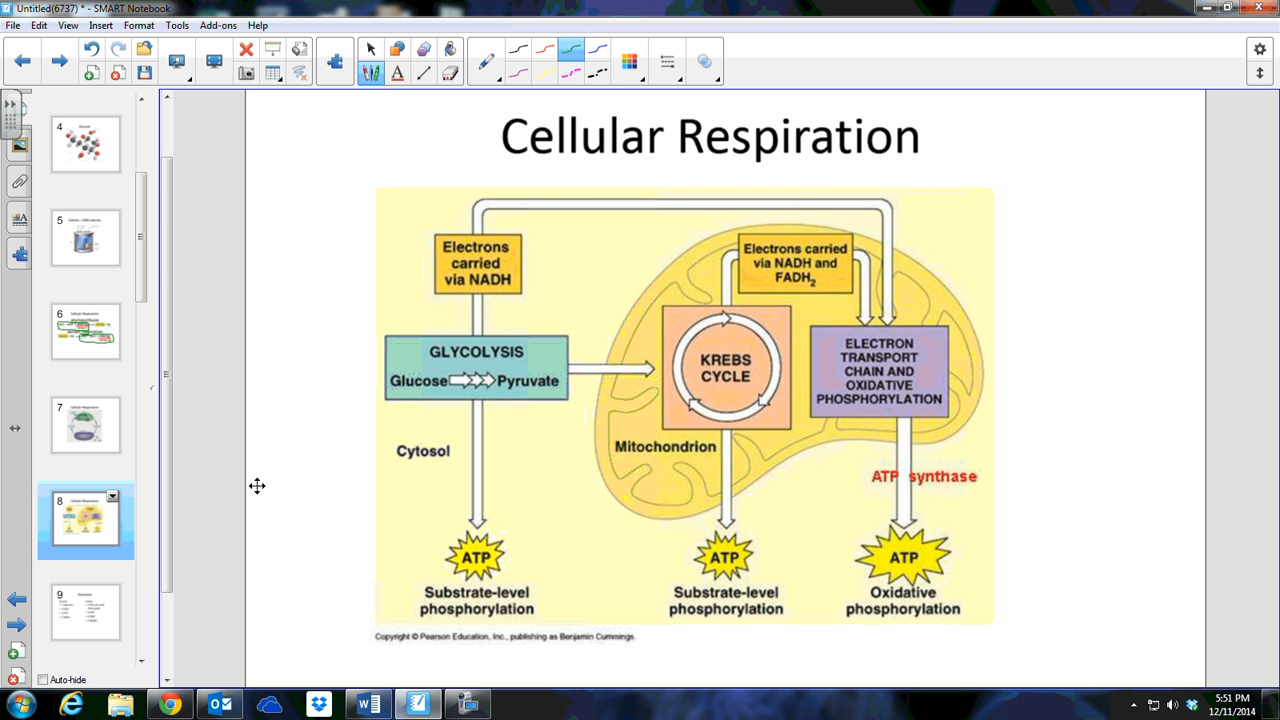 Untitled(6737) * - SMART Notebook
File Edit View Insert Format Tools Add-ons Help
4
5
6
7
8
9
Cellular Respiration
Electrons
carried
via NADH
Electrons carried
via NADH and
FADH2
GLYCOLYSIS
Glucose Pyruvate
KREBS
CYCLE
ELECTRON
TRANSPORT
CHAIN AND
OXIDATIVE
PHOSPHORYLATION
Cytosol
Mitochondrion
ATP synthase
ATP
ATP
ATP
Substrate-level
phosphorylation
Substrate-level
phosphorylation
Oxidative
phosphorylation
Copyright © Pearson Education, Inc., publishing as Benjamin Cummings.
Auto-hide
5:51 PM
12/11/2014